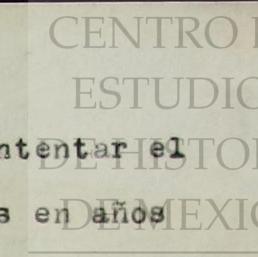 CENTRO
ESTUDIO
ntentar el
DE HISTO
s en años
DE MEXIC